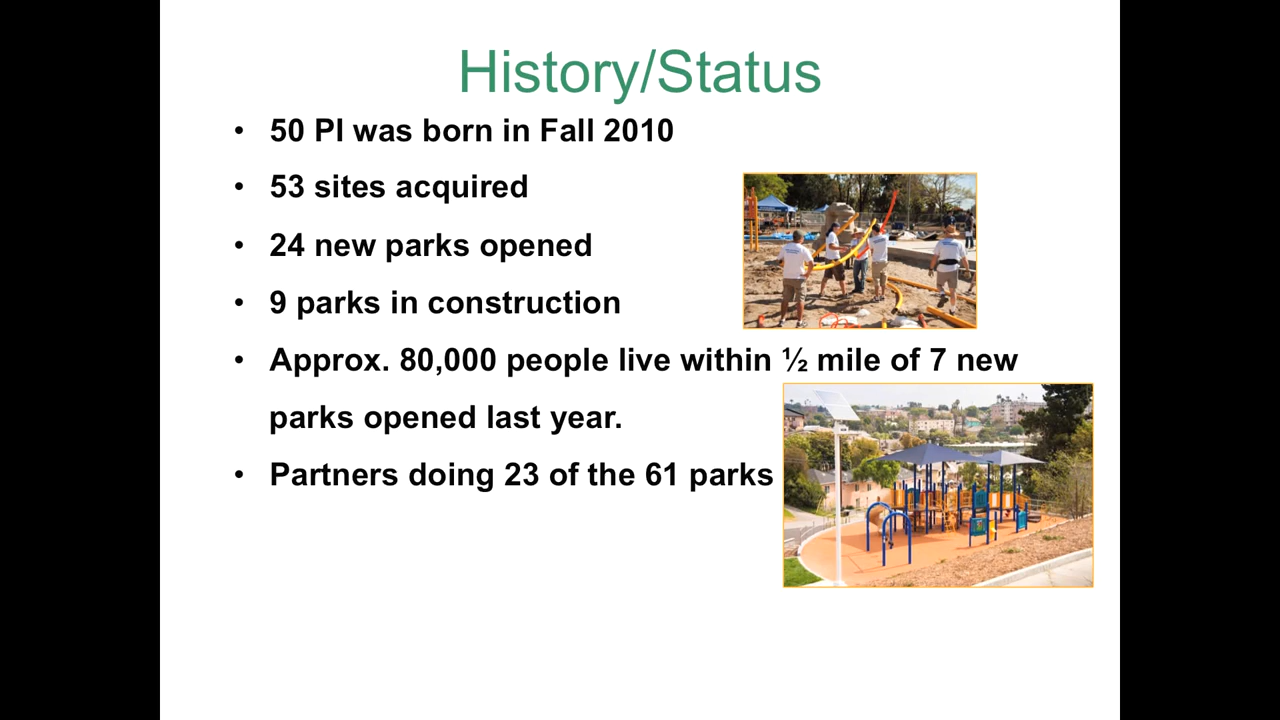 History/Status
• 50 PI was born in Fall 2010
• 53 sites acquired
• 24 new parks opened
• 9 parks in construction
• Approx. 80,000 people live within ½ mile of 7 new
parks opened last year.
• Partners doing 23 of the 61 parks